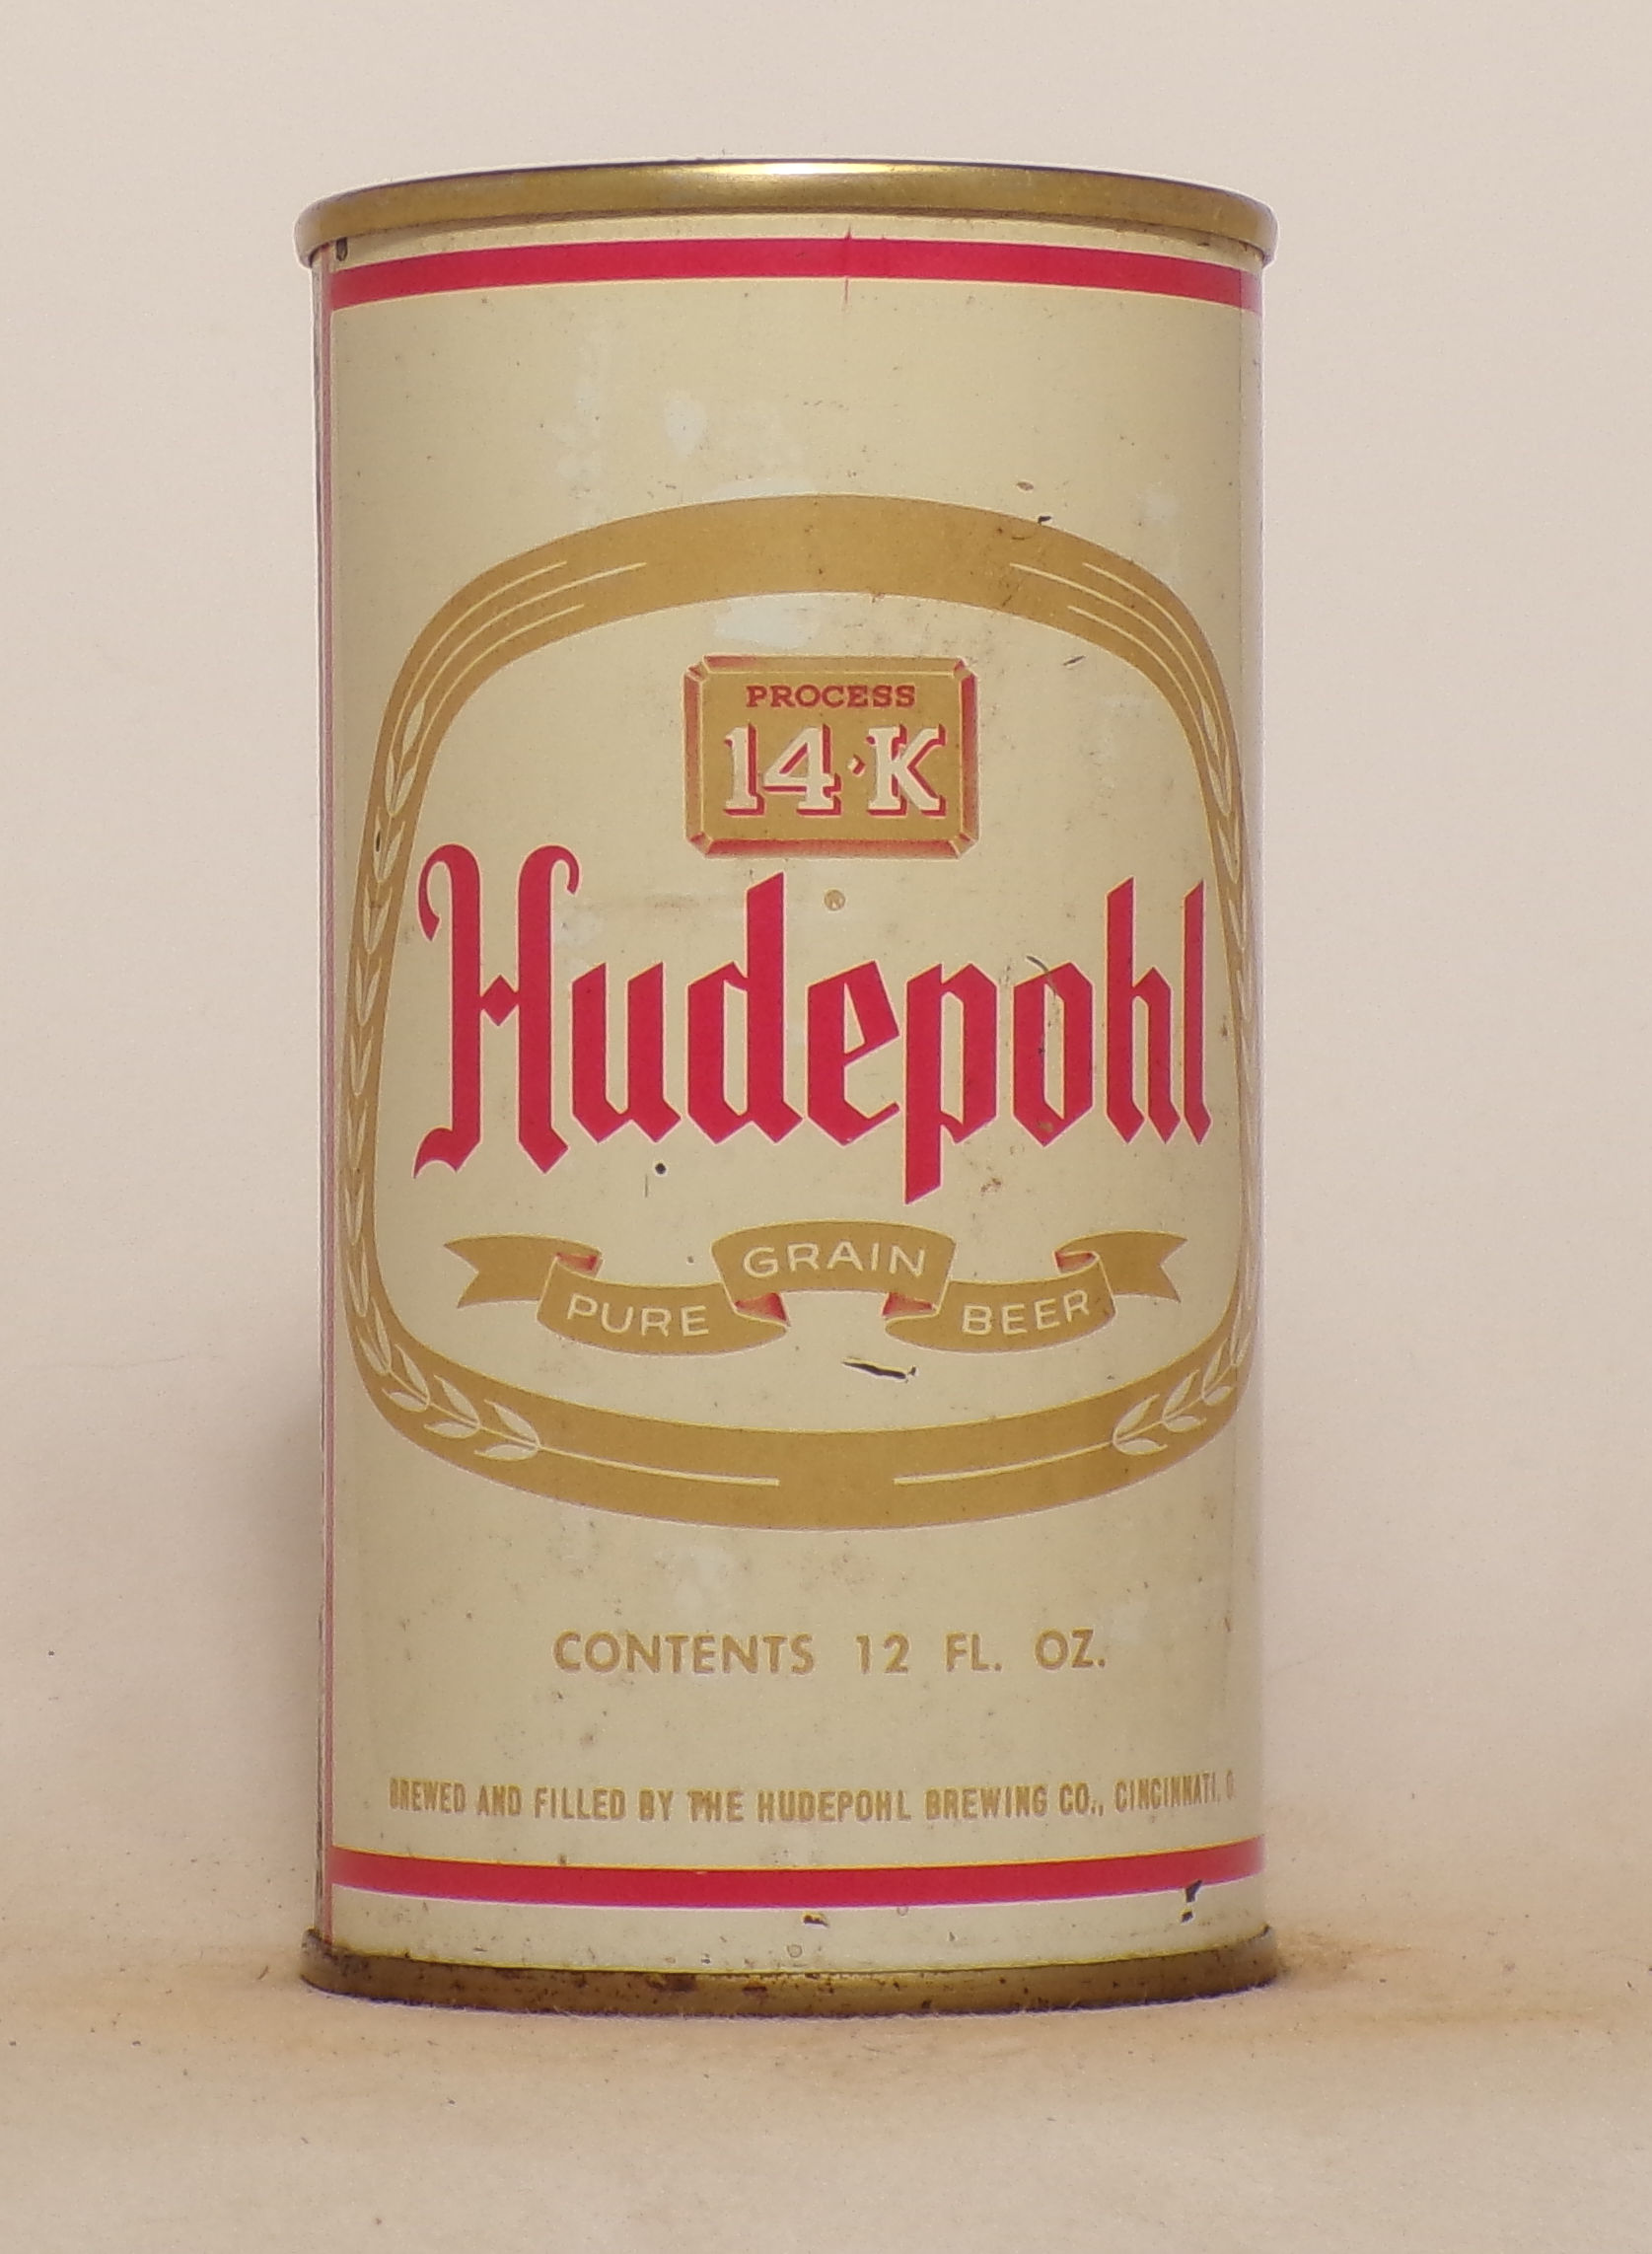 PROCESS
14·K
Hudepohl
®
PURE GRAIN BEER
CONTENTS 12 FL. OZ.
BREWED AND FILLED BY THE HUDEPOHL BREWING CO., CINCINNATI, O.